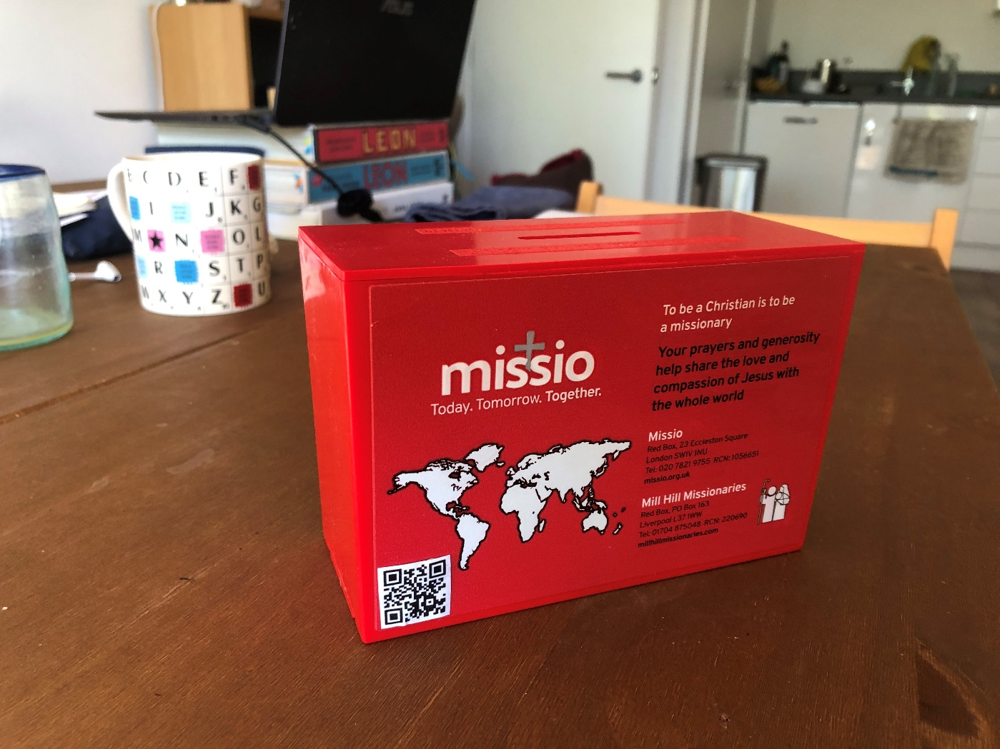 ASUS
LEON
LEON
B C D E F
I J K G
M N O L
R S T P
W X Y Z U
To be a Christian is to be
a missionary
missio
Today. Tomorrow. Together.
Your prayers and generosity
help share the love and
compassion of Jesus with
the whole world
Missio
Red Box, 23 Eccleston Square
London SW1V 1NU
Tel: 020 7821 9755 RCN: 1056651
missio.org.uk
Mill Hill Missionaries
Red Box, PO Box 163
Liverpool L37 1WW
Tel: 01704 875048 RCN: 220690
millhillmissionaries.com